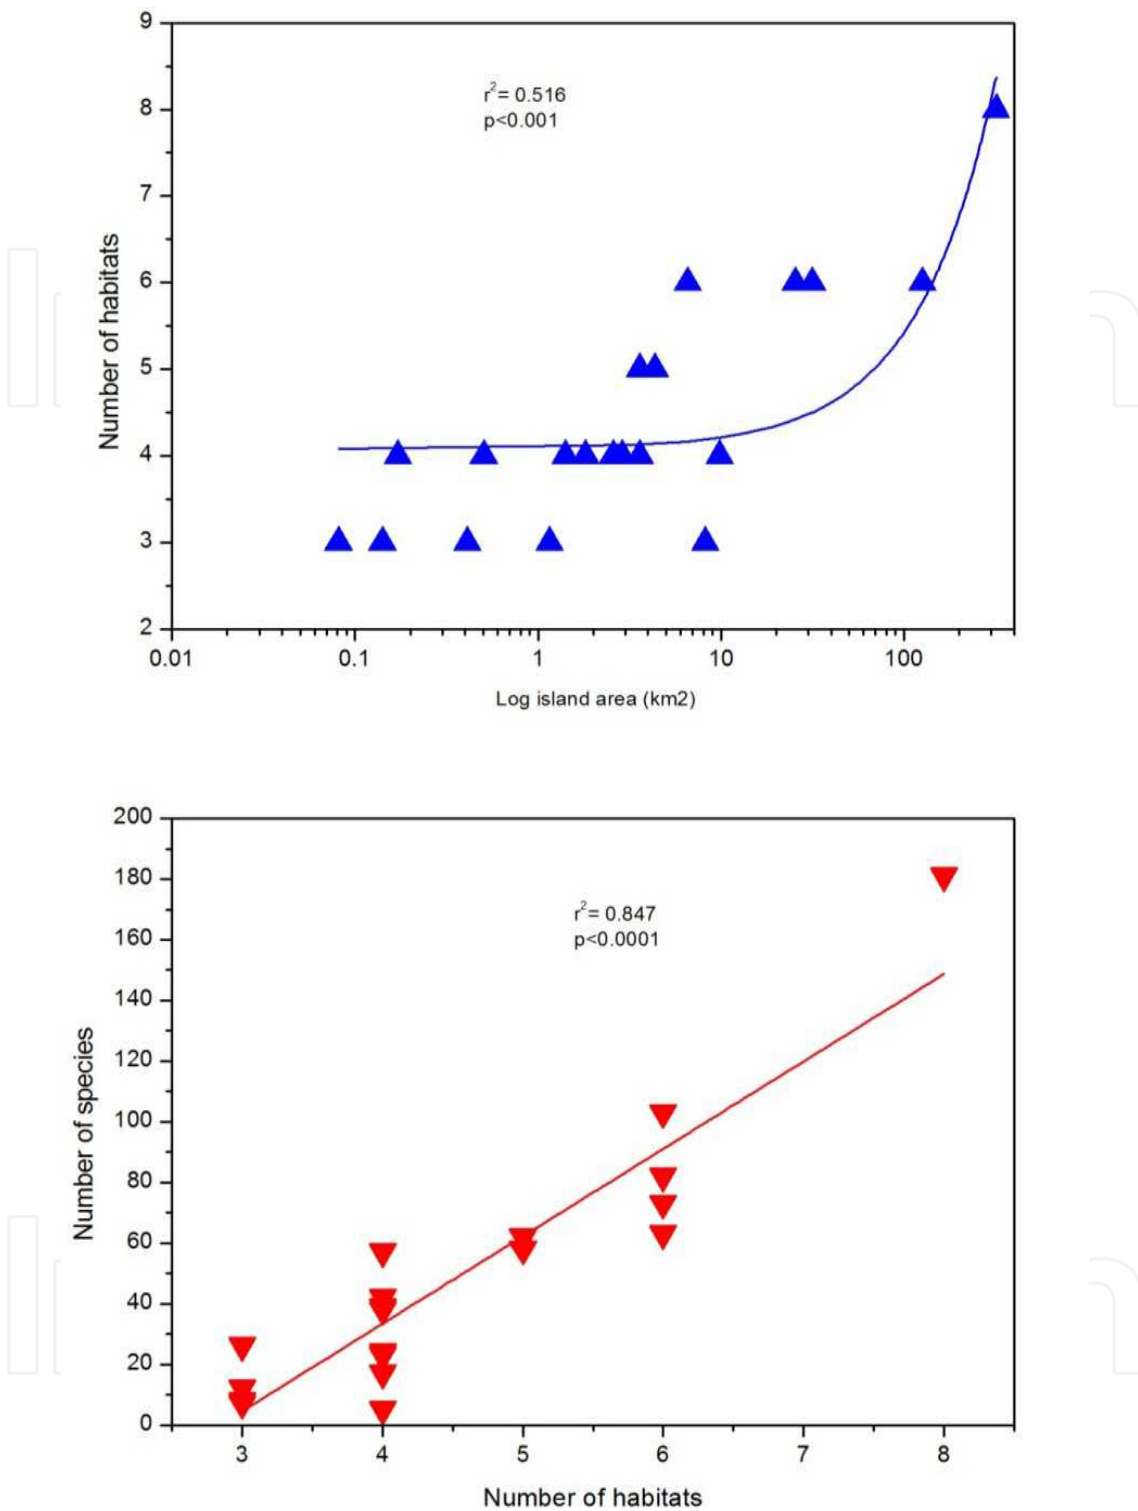 9
8
7
6
5
4
3
2
Number of habitats
r²= 0.516
p<0.001
0.01 0.1 1 10 100
Log island area (km2)
200
180
160
140
120
100
80
60
40
20
0
Number of species
r²= 0.847
p<0.0001
3 4 5 6 7 8
Number of habitats